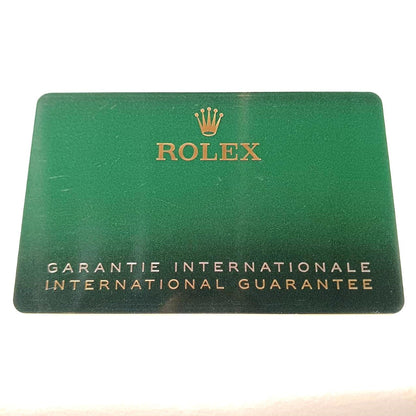 ROLEX
GARANTIE INTERNATIONALE
INTERNATIONAL GUARANTEE